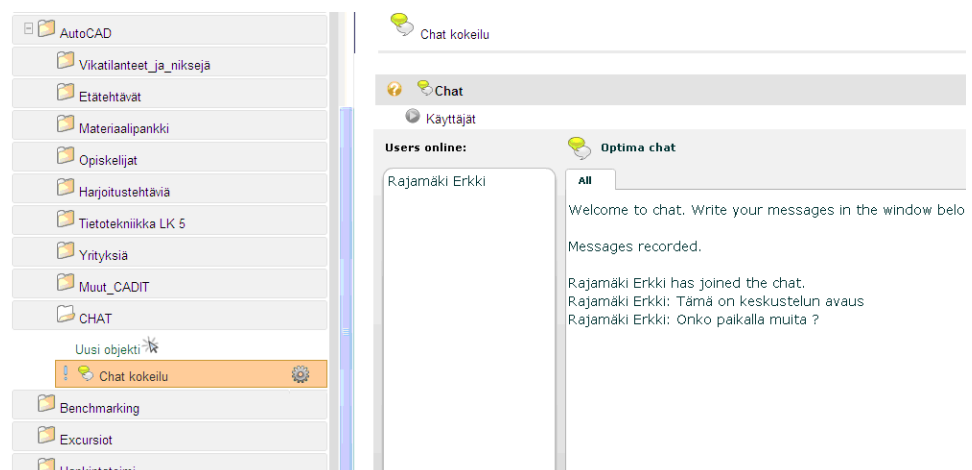 AutoCAD
Vikatilanteet_ja_niksejä
Etätehtävät
Materiaalipankki
Opiskelijat
Harjoitustehtäviä
Tietotekniikka LK 5
Yrityksiä
Muut_CADIT
CHAT
Uusi objekti
Chat kokeilu
Benchmarking
Excursiot
Hankintatoimi
Chat kokeilu
Chat
Käyttäjät
Users online:
Rajamäki Erkki
Optima chat
All
Welcome to chat. Write your messages in the window belo
Messages recorded.
Rajamäki Erkki has joined the chat.
Rajamäki Erkki: Tämä on keskustelun avaus
Rajamäki Erkki: Onko paikalla muita ?